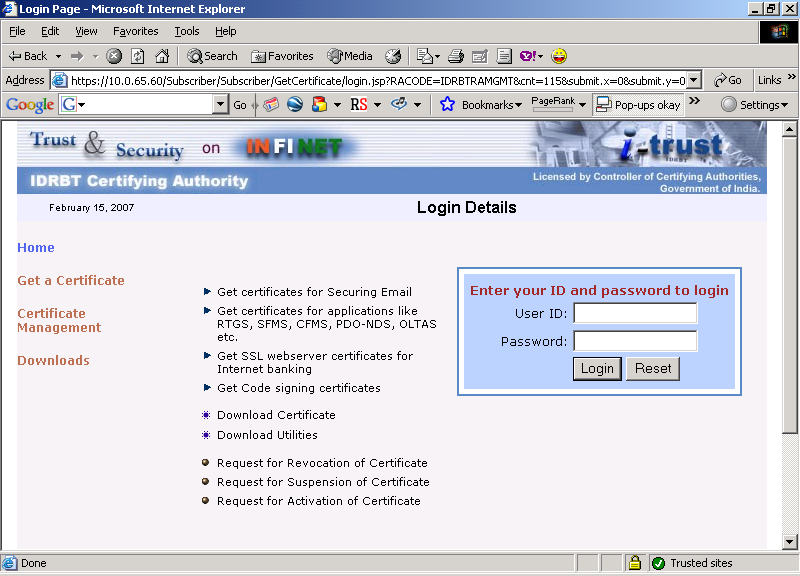 Login Page - Microsoft Internet Explorer
File Edit View Favorites Tools Help
Back Search Favorites Media
Address https://10.0.65.60/Subscriber/Subscriber/GetCertificate/login.jsp?RACODE=IDRBTRAMGMT&cnt=115&submit.x=0&submit.y=0 Go Links »
Google G Go RS Bookmarks PageRank Pop-ups okay » Settings
Trust & Security on INFINET
i-trust
IDRBT
IDRBT Certifying Authority
Licensed by Controller of Certifying Authorities,
Government of India.
February 15, 2007
Login Details
Home
Get a Certificate
Certificate
Management
Downloads
Get certificates for Securing Email
Get certificates for applications like
RTGS, SFMS, CFMS, PDO-NDS, OLTAS
etc.
Get SSL webserver certificates for
Internet banking
Get Code signing certificates
Download Certificate
Download Utilities
Request for Revocation of Certificate
Request for Suspension of Certificate
Request for Activation of Certificate
Enter your ID and password to login
User ID:
Password:
Login Reset
Done
Trusted sites